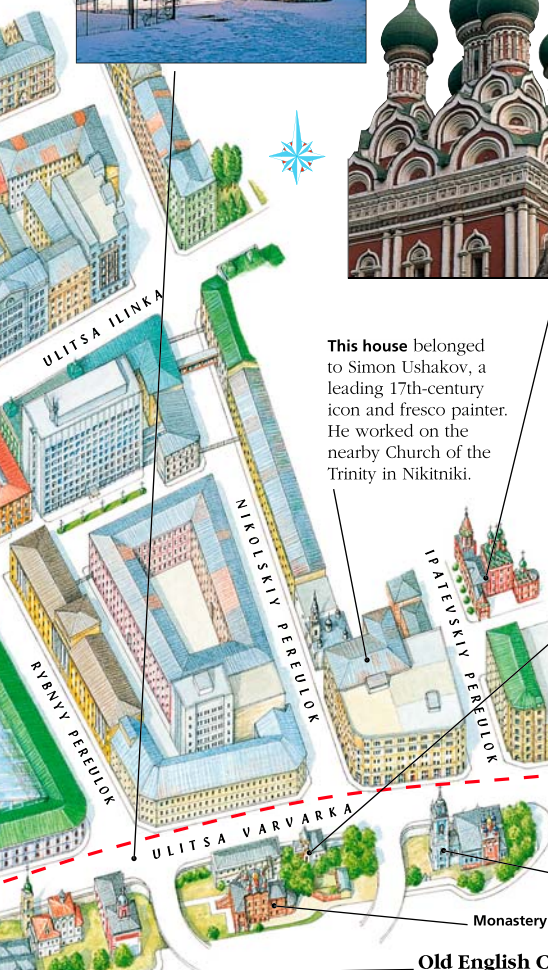 ULITSA ILINKA
This house belonged
to Simon Ushakov, a
leading 17th-century
icon and fresco painter.
He worked on the
nearby Church of the
Trinity in Nikitniki.
NIKOLSKIY PEREULOK
IPATEVSKIY PEREULOK
RYBNYY PEREULOK
ULITSA VARVARKA
Monastery
Old English C